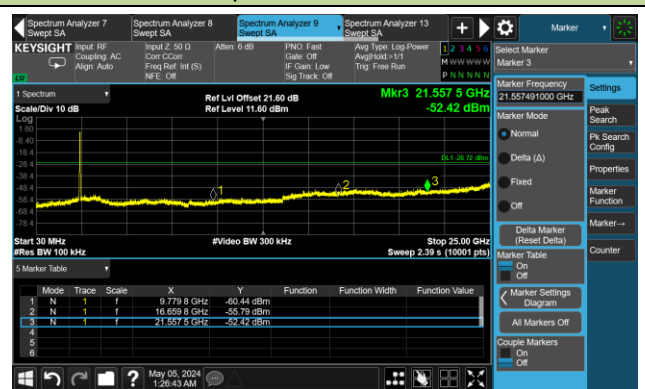 Spectrum Analyzer 7
Swept SA
Spectrum Analyzer 8
Swept SA
Spectrum Analyzer 9
Swept SA
Spectrum Analyzer 13
Swept SA
Marker
KEYSIGHT
Input: RF
Coupling: AC
Align: Auto
Input Z: 50 Ω
Corr CCorr
Freq Ref: Int (S)
NFE: Off
Atten: 6 dB
PNO: Fast
Gate: Off
IF Gain: Low
Sig Track: Off
Avg Type: Log-Power
Avg|Hold:>1/1
Trig: Free Run
1 2 3 4 5 6
M W W W W W
P N N N N N
LXI
Select Marker
Marker 3
1 Spectrum
Scale/Div 10 dB
Ref Lvl Offset 21.60 dB
Ref Level 11.60 dBm
Mkr3 21.557 5 GHz
-52.42 dBm
Log
1.60
-8.40
-18.4
-28.4
-38.4
-48.4
-58.4
-68.4
-78.4
DL1 -26.72 dBm
1
2
3
Start 30 MHz
#Res BW 100 kHz
#Video BW 300 kHz
Stop 25.00 GHz
Sweep 2.39 s (10001 pts)
5 Marker Table
Mode Trace Scale X Y Function Function Width Function Value
1 N 1 f 9.779 8 GHz -60.44 dBm
2 N 1 f 16.659 8 GHz -55.79 dBm
3 N 1 f 21.557 5 GHz -52.42 dBm
4
5
6
Marker Frequency
21.557491000 GHz
Marker Mode
Normal
Delta (Δ)
Fixed
Off
Delta Marker
(Reset Delta)
Marker Table
On
Off
Marker Settings
Diagram
All Markers Off
Couple Markers
On
Off
Settings
Peak
Search
Pk Search
Config
Properties
Marker
Function
Marker→
Counter
May 05, 2024
1:26:43 AM